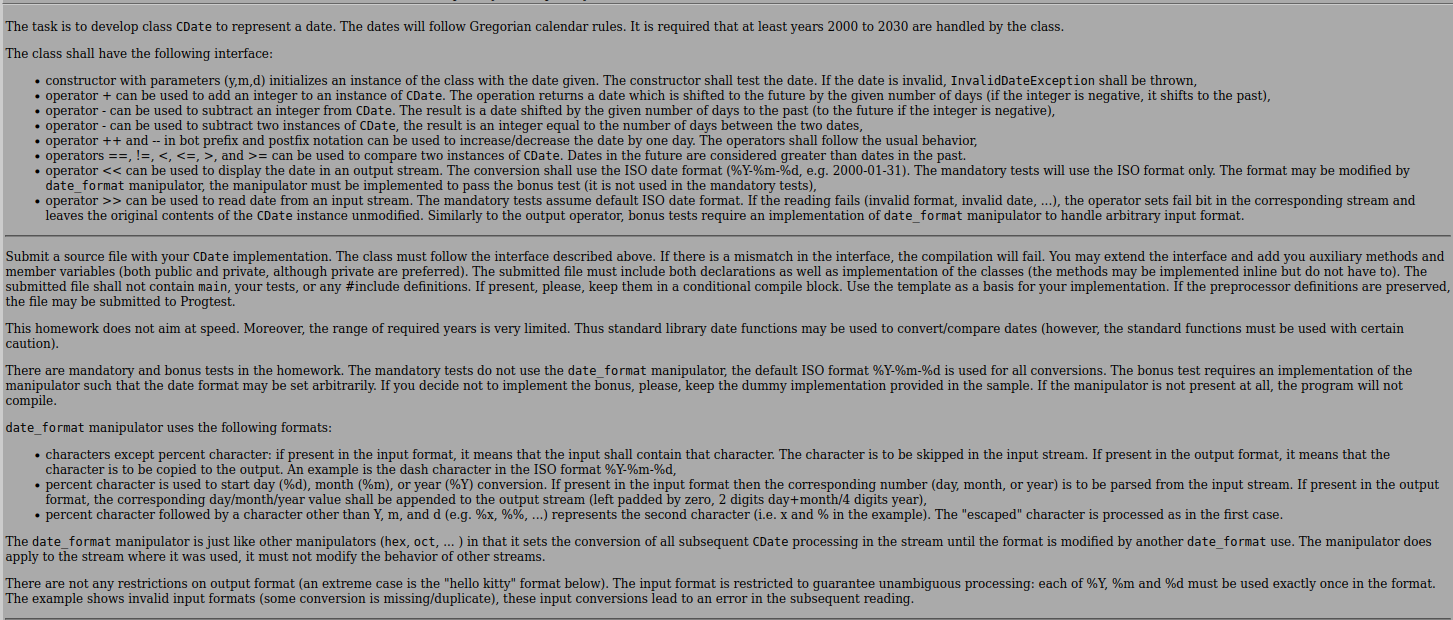 The task is to develop class CDate to represent a date. The dates will follow Gregorian calendar rules. It is required that at least years 2000 to 2030 are handled by the class.
The class shall have the following interface:
• constructor with parameters (y,m,d) initializes an instance of the class with the date given. The constructor shall test the date. If the date is invalid, InvalidDateException shall be thrown,
• operator + can be used to add an integer to an instance of CDate. The operation returns a date which is shifted to the future by the given number of days (if the integer is negative, it shifts to the past),
• operator - can be used to subtract an integer from CDate. The result is a date shifted by the given number of days to the past (to the future if the integer is negative),
• operator - can be used to subtract two instances of CDate, the result is an integer equal to the number of days between the two dates,
• operator ++ and -- in bot prefix and postfix notation can be used to increase/decrease the date by one day. The operators shall follow the usual behavior,
• operators ==, !=, <, <=, >, and >= can be used to compare two instances of CDate. Dates in the future are considered greater than dates in the past.
• operator << can be used to display the date in an output stream. The conversion shall use the ISO date format (%Y-%m-%d, e.g. 2000-01-31). The mandatory tests will use the ISO format only. The format may be modified by
date_format manipulator, the manipulator must be implemented to pass the bonus test (it is not used in the mandatory tests),
• operator >> can be used to read date from an input stream. The mandatory tests assume default ISO date format. If the reading fails (invalid format, invalid date, ...), the operator sets fail bit in the corresponding stream and
leaves the original contents of the CDate instance unmodified. Similarly to the output operator, bonus tests require an implementation of date_format manipulator to handle arbitrary input format.
Submit a source file with your CDate implementation. The class must follow the interface described above. If there is a mismatch in the interface, the compilation will fail. You may extend the interface and add you auxiliary methods and
member variables (both public and private, although private are preferred). The submitted file must include both declarations as well as implementation of the classes (the methods may be implemented inline but do not have to). The
submitted file shall not contain main, your tests, or any #include definitions. If present, please, keep them in a conditional compile block. Use the template as a basis for your implementation. If the preprocessor definitions are preserved,
the file may be submitted to Progtest.
This homework does not aim at speed. Moreover, the range of required years is very limited. Thus standard library date functions may be used to convert/compare dates (however, the standard functions must be used with certain
caution).
There are mandatory and bonus tests in the homework. The mandatory tests do not use the date_format manipulator, the default ISO format %Y-%m-%d is used for all conversions. The bonus test requires an implementation of the
manipulator such that the date format may be set arbitrarily. If you decide not to implement the bonus, please, keep the dummy implementation provided in the sample. If the manipulator is not present at all, the program will not
compile.
date_format manipulator uses the following formats:
• characters except percent character: if present in the input format, it means that the input shall contain that character. The character is to be skipped in the input stream. If present in the output format, it means that the
character is to be copied to the output. An example is the dash character in the ISO format %Y-%m-%d,
• percent character is used to start day (%d), month (%m), or year (%Y) conversion. If present in the input format then the corresponding number (day, month, or year) is to be parsed from the input stream. If present in the output
format, the corresponding day/month/year value shall be appended to the output stream (left padded by zero, 2 digits day+month/4 digits year),
• percent character followed by a character other than Y, m, and d (e.g. %x, %%, ...) represents the second character (i.e. x and % in the example). The "escaped" character is processed as in the first case.
The date_format manipulator is just like other manipulators (hex, oct, ... ) in that it sets the conversion of all subsequent CDate processing in the stream until the format is modified by another date_format use. The manipulator does
apply to the stream where it was used, it must not modify the behavior of other streams.
There are not any restrictions on output format (an extreme case is the "hello kitty" format below). The input format is restricted to guarantee unambiguous processing: each of %Y, %m and %d must be used exactly once in the format.
The example shows invalid input formats (some conversion is missing/duplicate), these input conversions lead to an error in the subsequent reading.